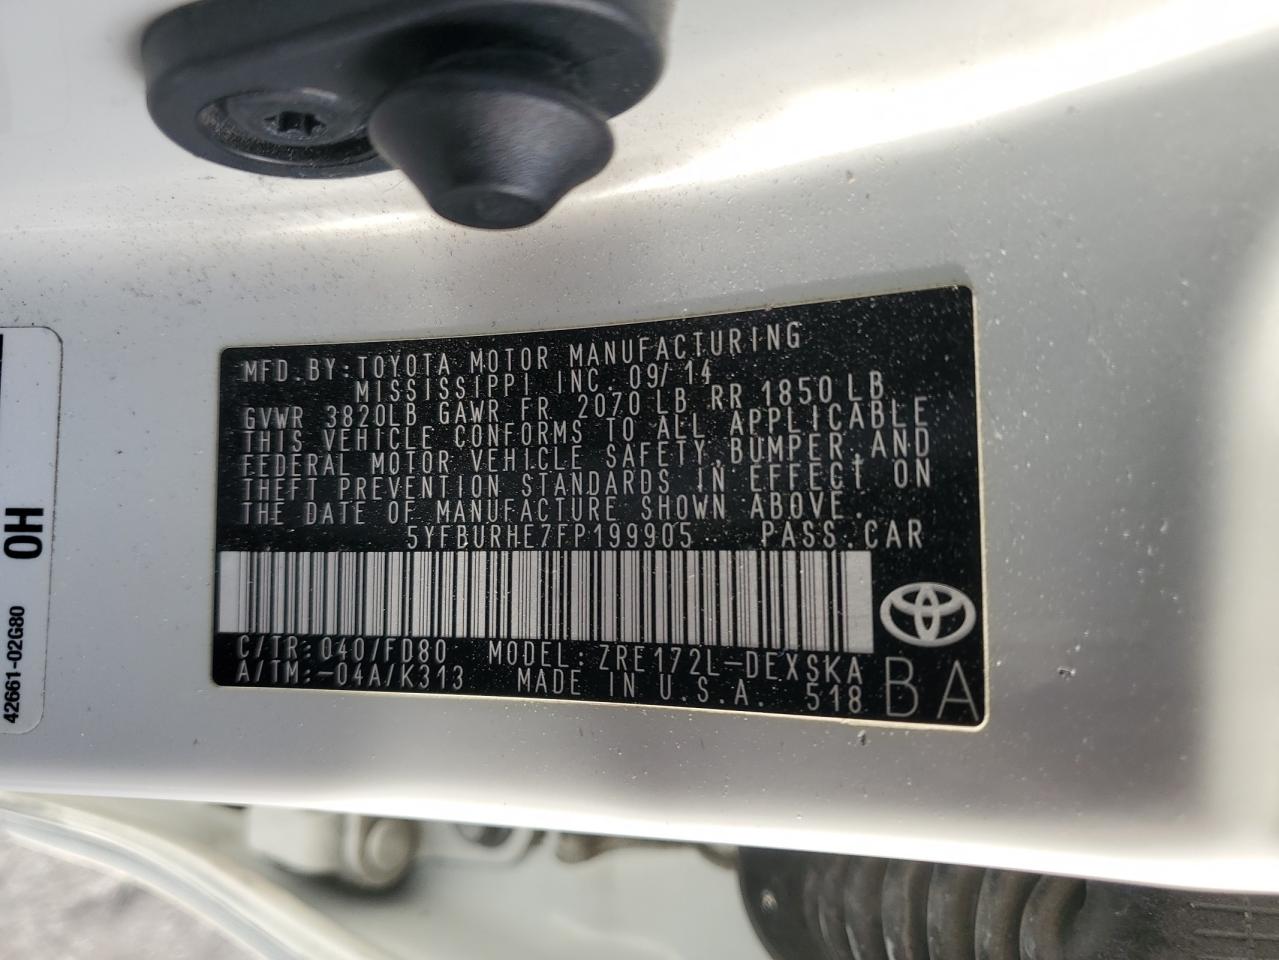 MFD. BY: TOYOTA MOTOR MANUFACTURING
MISSISSIPPI INC. 09/14
GVWR 3820LB GAWR FR. 2070 LB RR 1850 LB
THIS VEHICLE CONFORMS TO ALL APPLICABLE
FEDERAL MOTOR VEHICLE SAFETY, BUMPER, AND
THEFT PREVENTION STANDARDS IN EFFECT ON
THE DATE OF MANUFACTURE SHOWN ABOVE.
5YFBURHE7FP199905 PASS. CAR
C/TR: 040/FD80 MODEL: ZRE172L-DEXSKA
A/TM: -04A/K313 MADE IN U.S.A. 518 BA
0H
42661-02G80